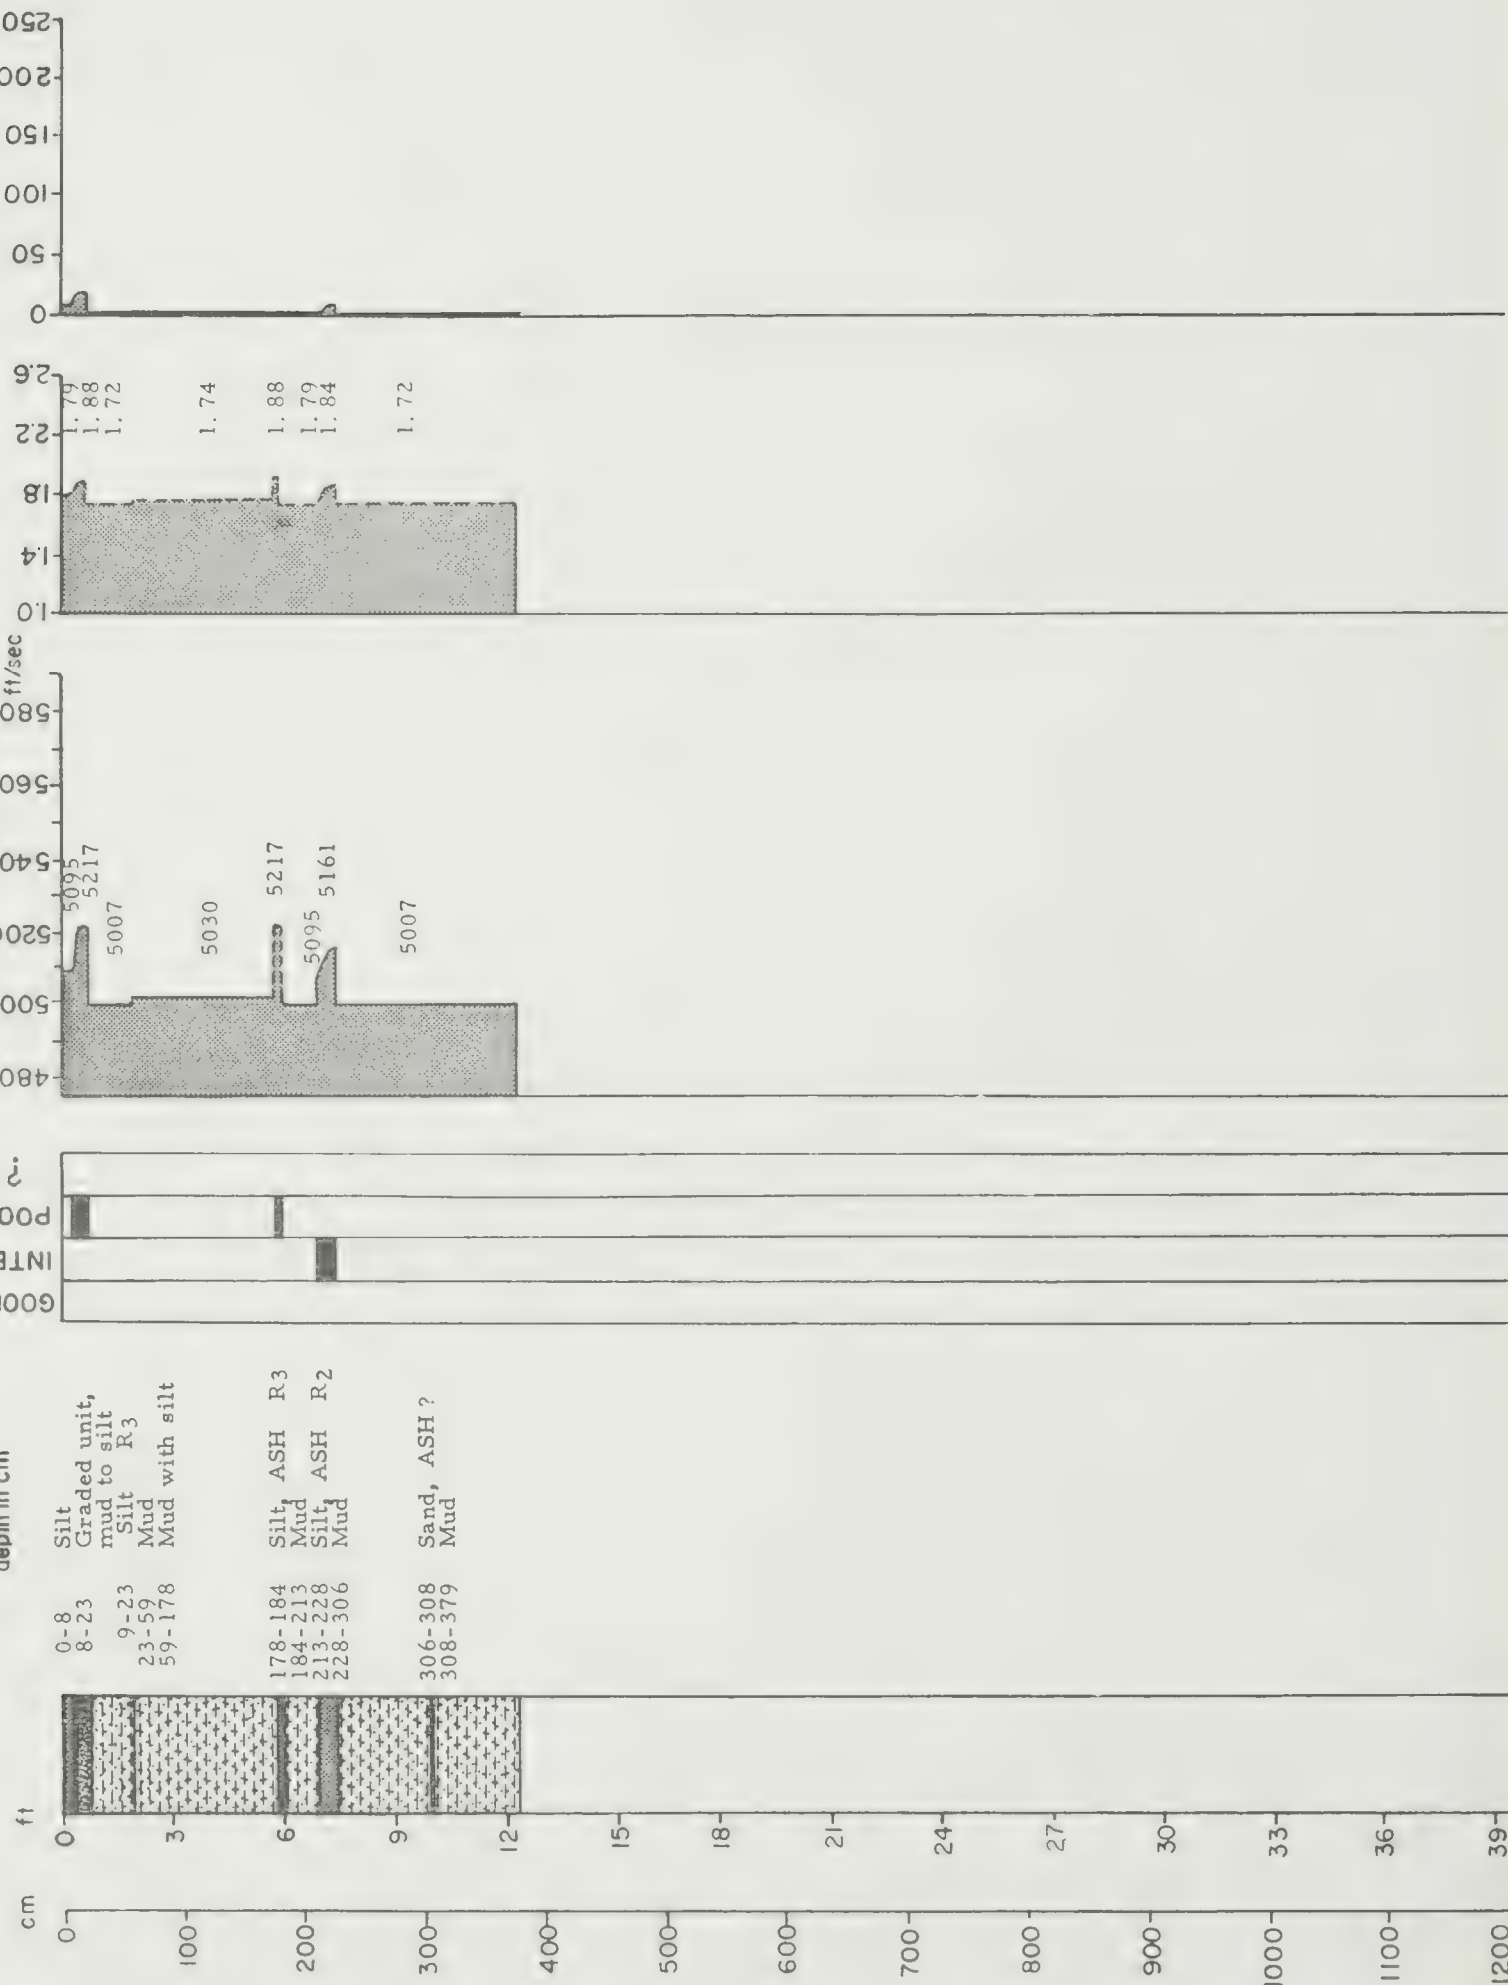 250
200
150
100
50
0
2.6
2.2
1.8
1.4
1.0
1.79
1.88
1.72
1.74
1.88
1.79
1.84
1.72
ft/sec
580
560
540
520
500
480
5095
5217
5007
5030
5217
5095
5161
5007
?
POO
INTE
GOO
depth in cm
0-8 Silt
8-23 Graded unit,
mud to silt
9-23 Silt R3
23-59 Mud
59-178 Mud with silt
178-184 Silt, ASH R3
184-213 Mud
213-228 Silt, ASH R2
228-306 Mud
306-308 Sand, ASH ?
308-379 Mud
ft
0 3 6 9 12 15 18 21 24 27 30 33 36 39
cm
0 100 200 300 400 500 600 700 800 900 1000 1100 1200